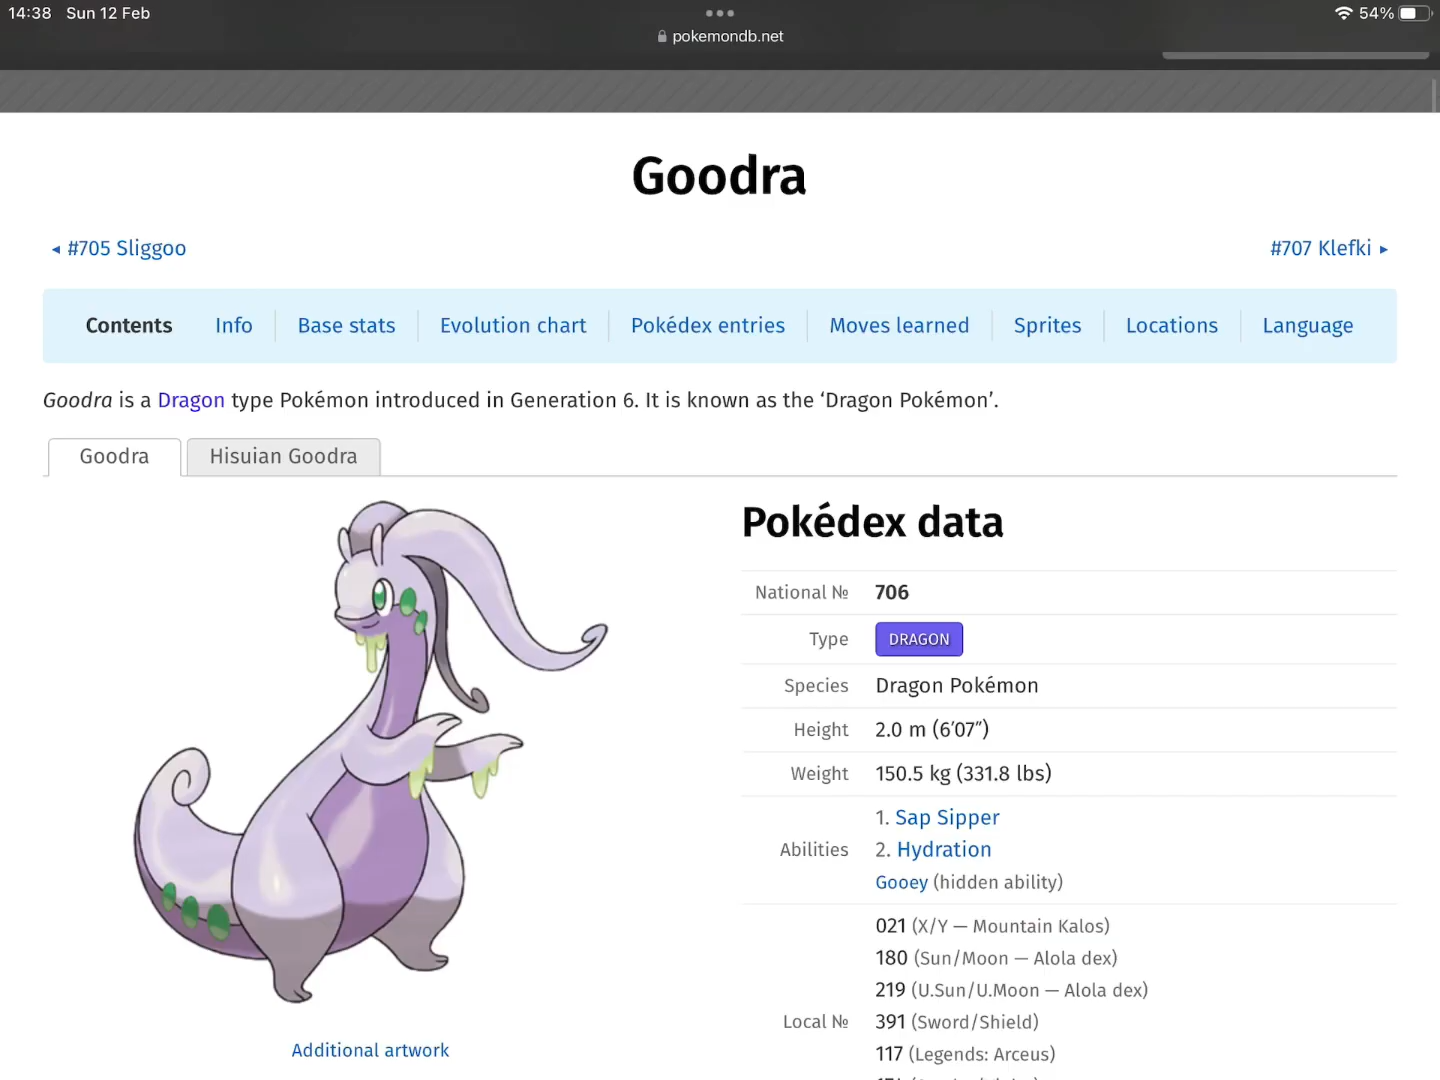 14:38 Sun 12 Feb
54%
pokemondb.net
Goodra
◂ #705 Sliggoo
#707 Klefki ▸
Contents Info Base stats Evolution chart Pokédex entries Moves learned Sprites Locations Language
Goodra is a Dragon type Pokémon introduced in Generation 6. It is known as the ‘Dragon Pokémon’.
Goodra Hisuian Goodra
Additional artwork
Pokédex data
National № 706
Type DRAGON
Species Dragon Pokémon
Height 2.0 m (6′07″)
Weight 150.5 kg (331.8 lbs)
Abilities
1. Sap Sipper
2. Hydration
Gooey (hidden ability)
Local №
021 (X/Y — Mountain Kalos)
180 (Sun/Moon — Alola dex)
219 (U.Sun/U.Moon — Alola dex)
391 (Sword/Shield)
117 (Legends: Arceus)